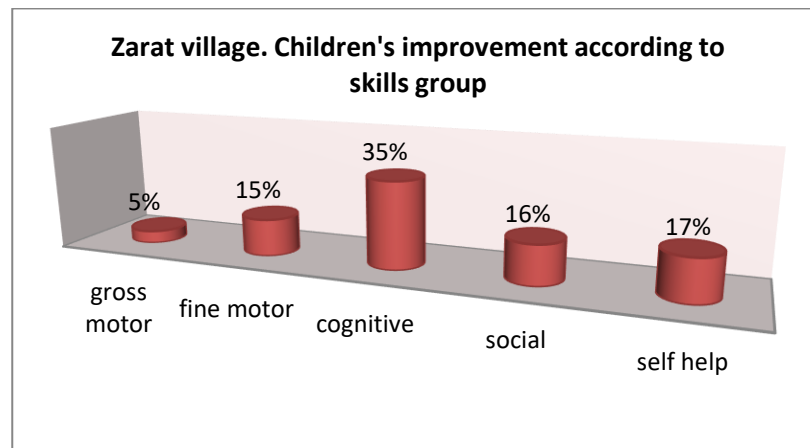 Zarat village. Children's improvement according to
skills group
5%
15%
35%
16%
17%
gross
motor
fine motor
cognitive
social
self help